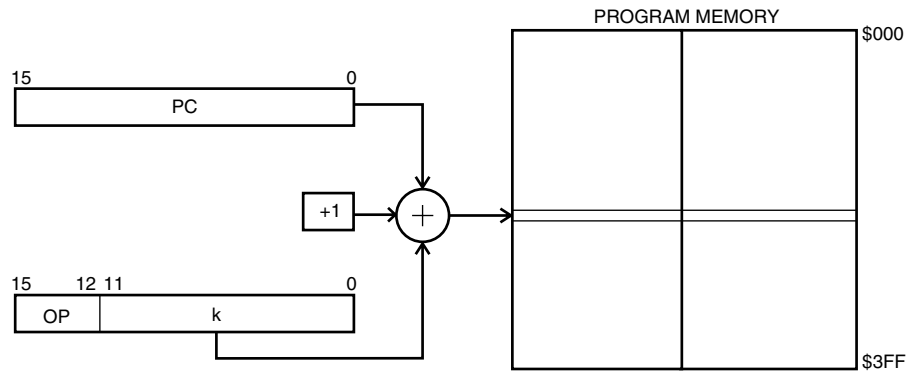 PROGRAM MEMORY
$000
15 0
PC
+1
+
15 12 11 0
OP k
$3FF